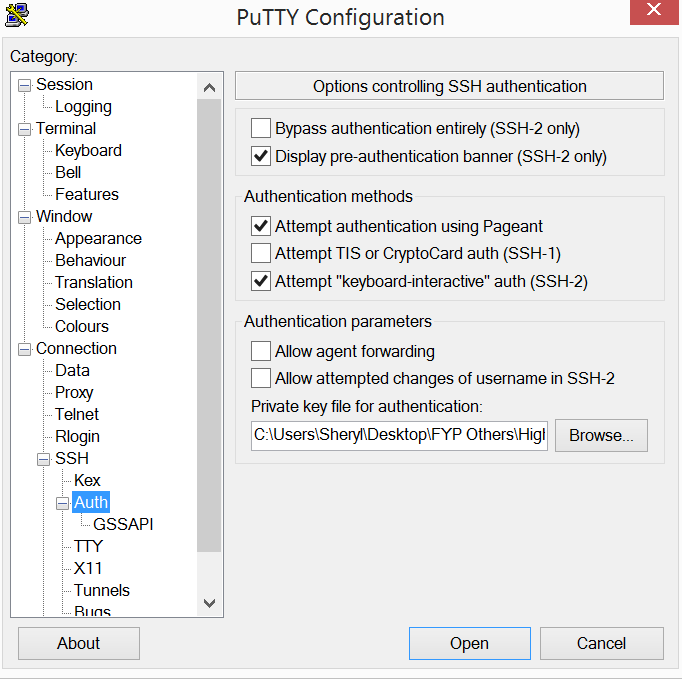 PuTTY Configuration
Category:
Session
Logging
Terminal
Keyboard
Bell
Features
Window
Appearance
Behaviour
Translation
Selection
Colours
Connection
Data
Proxy
Telnet
Rlogin
SSH
Kex
Auth
GSSAPI
TTY
X11
Tunnels
Bugs
Options controlling SSH authentication
Bypass authentication entirely (SSH-2 only)
Display pre-authentication banner (SSH-2 only)
Authentication methods
Attempt authentication using Pageant
Attempt TIS or CryptoCard auth (SSH-1)
Attempt "keyboard-interactive" auth (SSH-2)
Authentication parameters
Allow agent forwarding
Allow attempted changes of username in SSH-2
Private key file for authentication:
C:\Users\Sheryl\Desktop\FYP Others\Higl
Browse...
About
Open
Cancel